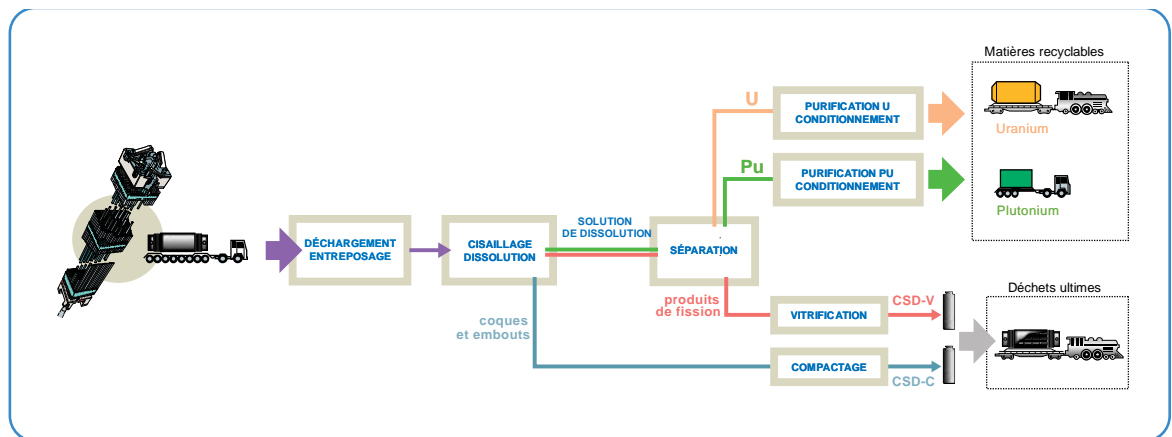 Matières recyclables
U
PURIFICATION U
CONDITIONNEMENT
Uranium
Pu
PURIFICATION PU
CONDITIONNEMENT
Plutonium
DÉCHARGEMENT
ENTREPOSAGE
CISAILLAGE
DISSOLUTION
SOLUTION
DE DISSOLUTION
SÉPARATION
produits
de fission
coques
et embouts
VITRIFICATION
CSD-V
COMPACTAGE
CSD-C
Déchets ultimes